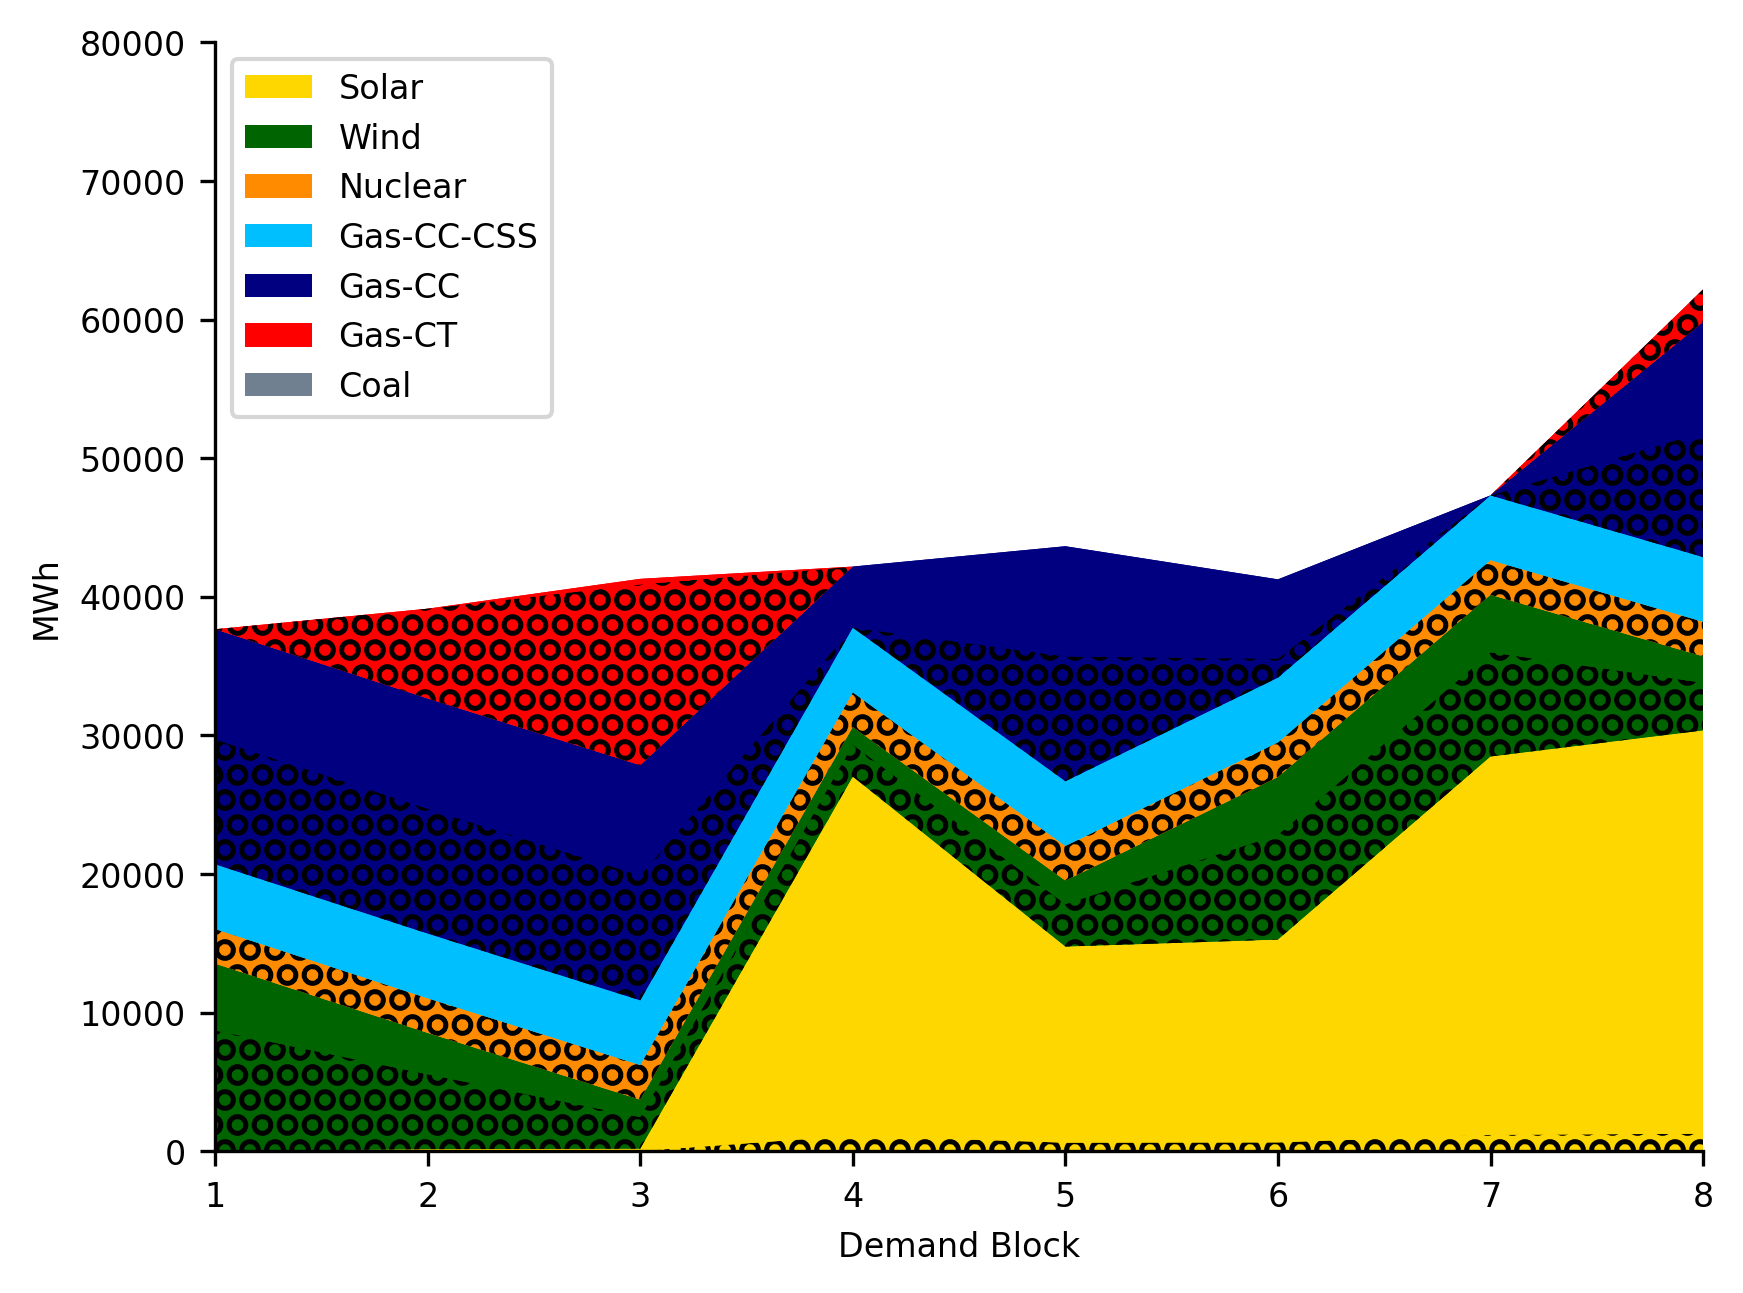 80000
70000
60000
50000
40000
30000
20000
10000
0
MWh
Solar
Wind
Nuclear
Gas-CC-CSS
Gas-CC
Gas-CT
Coal
1 2 3 4 5 6 7 8
Demand Block